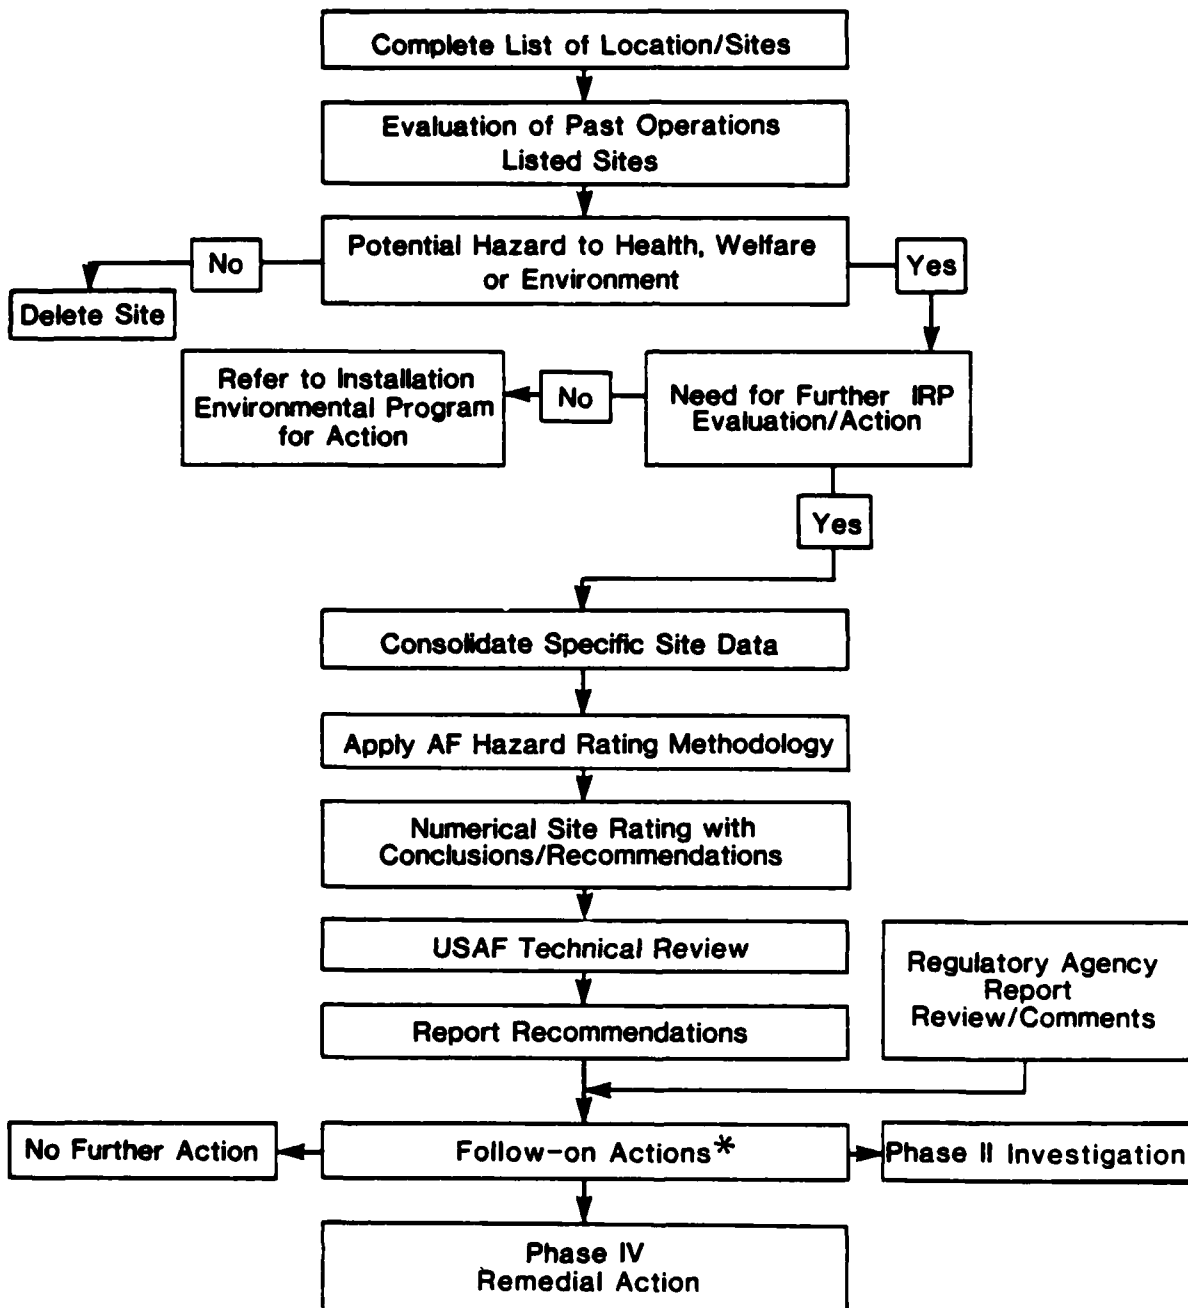 Complete List of Location/Sites
Evaluation of Past Operations
Listed Sites
Potential Hazard to Health, Welfare
or Environment
No
Yes
Delete Site
Refer to Installation
Environmental Program
for Action
No
Need for Further IRP
Evaluation/Action
Yes
Consolidate Specific Site Data
Apply AF Hazard Rating Methodology
Numerical Site Rating with
Conclusions/Recommendations
USAF Technical Review
Regulatory Agency
Report
Review/Comments
Report Recommendations
No Further Action
Follow-on Actions*
Phase II Investigation
Phase IV
Remedial Action